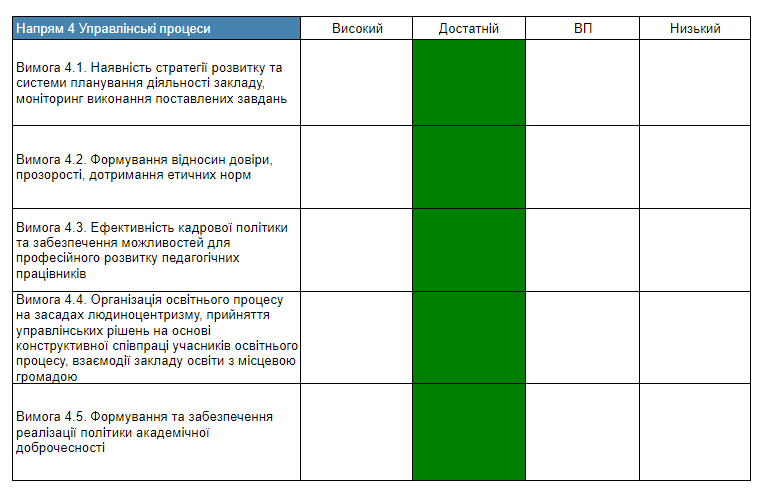 Напрям 4 Управлінські процеси Високий Достатній ВП Низький
Вимога 4.1. Наявність стратегії розвитку та
системи планування діяльності закладу,
моніторинг виконання поставлених завдань
Вимога 4.2. Формування відносин довіри,
прозорості, дотримання етичних норм
Вимога 4.3. Ефективність кадрової політики
та забезпечення можливостей для
професійного розвитку педагогічних
працівників
Вимога 4.4. Організація освітнього процесу
на засадах людиноцентризму, прийняття
управлінських рішень на основі
конструктивної співпраці учасників освітнього
процесу, взаємодії закладу освіти з місцевою
громадою
Вимога 4.5. Формування та забезпечення
реалізації політики академічної
доброчесності